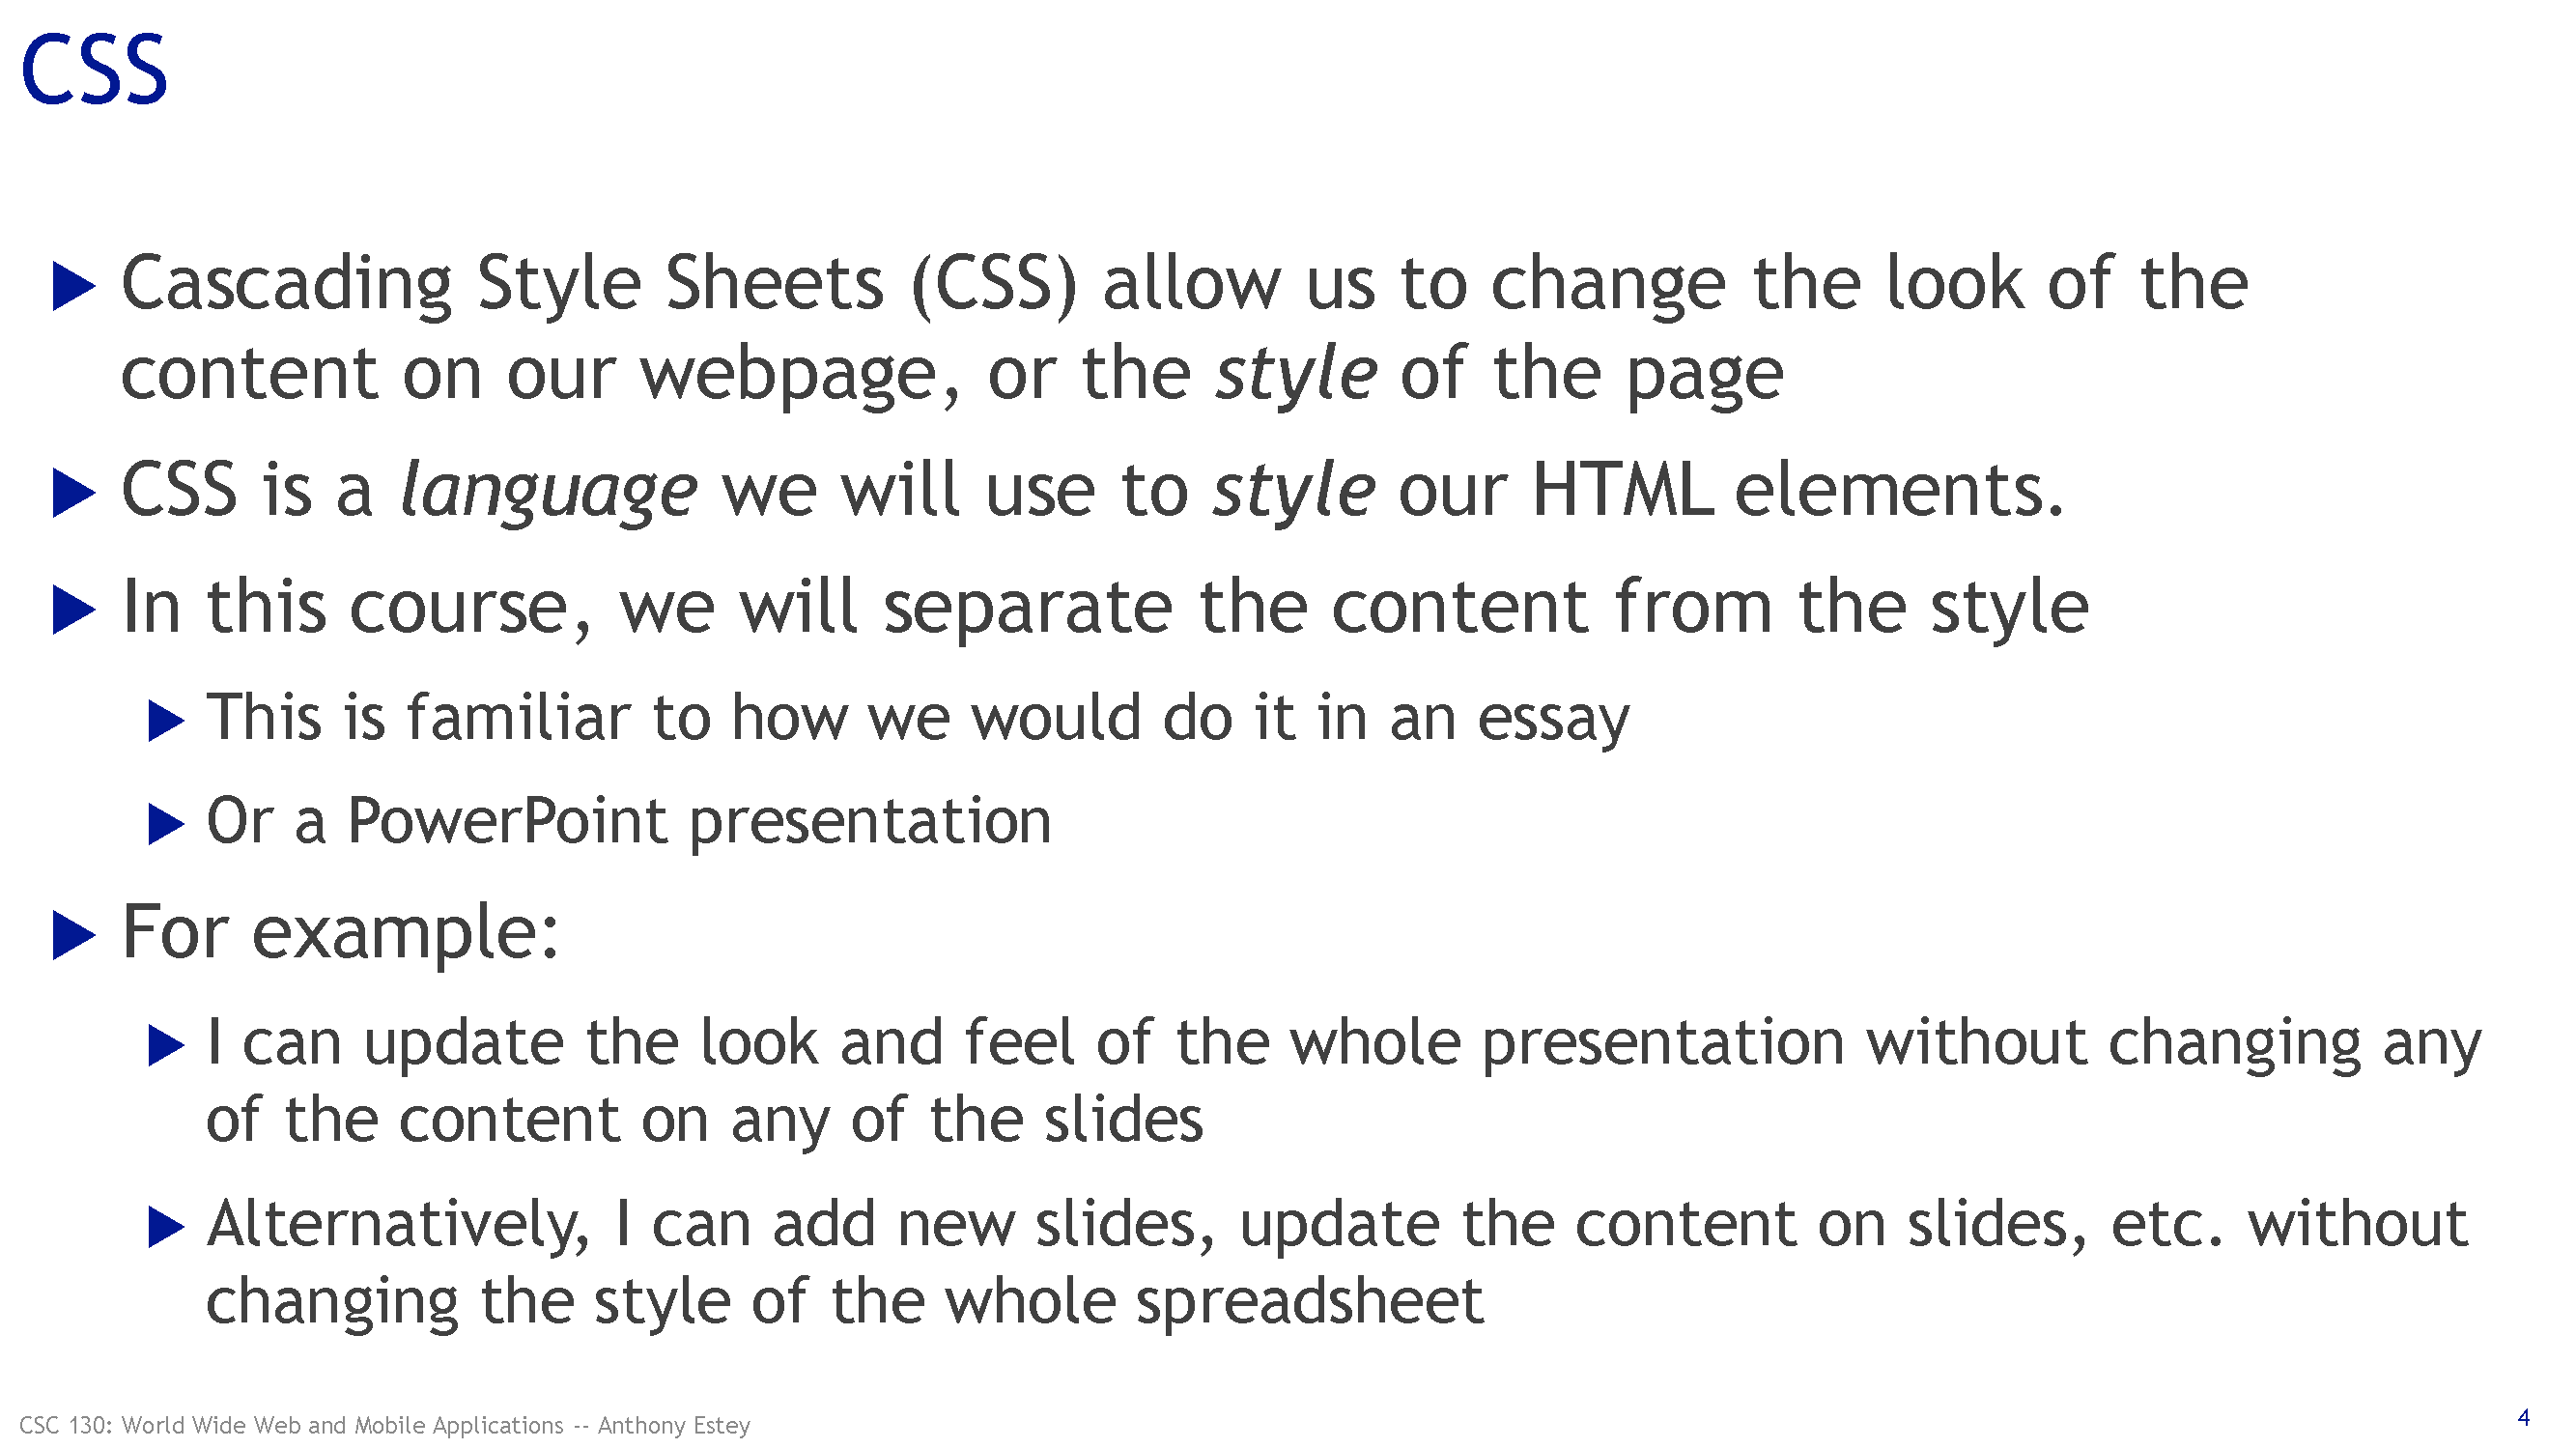 CSS
Cascading Style Sheets (CSS) allow us to change the look of the
content on our webpage, or the style of the page
CSS is a language we will use to style our HTML elements.
In this course, we will separate the content from the style
This is familiar to how we would do it in an essay
Or a PowerPoint presentation
For example:
I can update the look and feel of the whole presentation without changing any
of the content on any of the slides
Alternatively, I can add new slides, update the content on slides, etc. without
changing the style of the whole spreadsheet
CSC 130: World Wide Web and Mobile Applications -- Anthony Estey
4